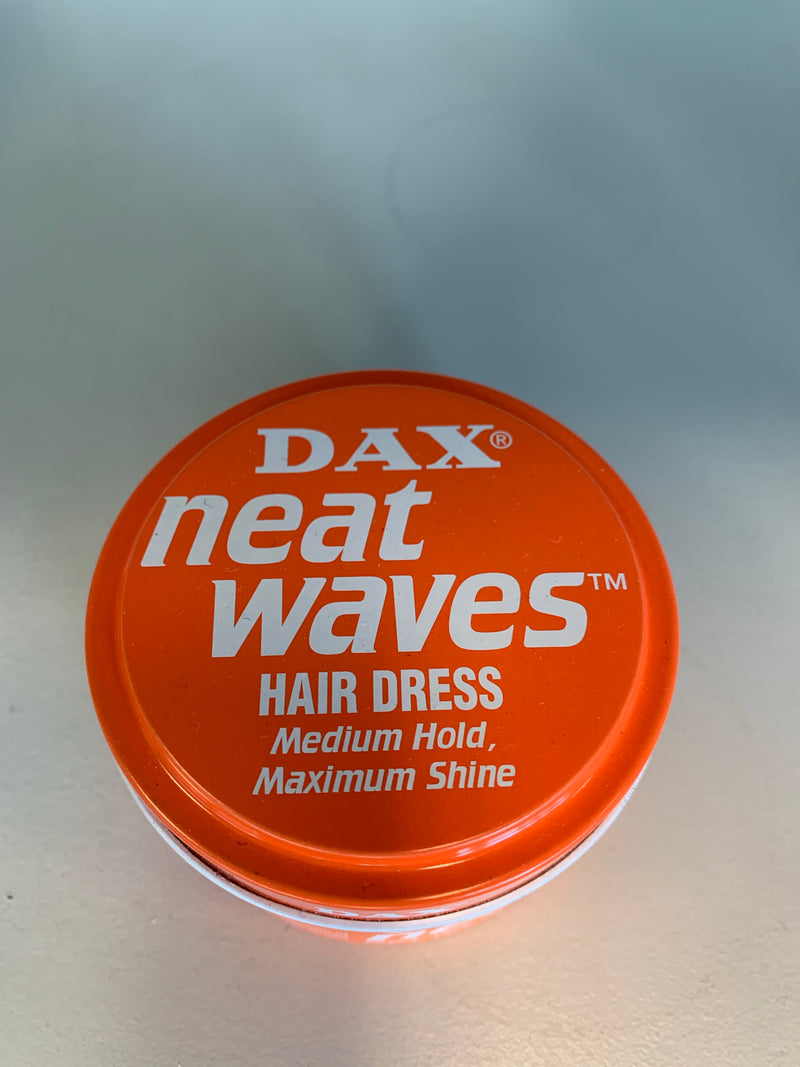 DAX®
neat
waves™
HAIR DRESS
Medium Hold,
Maximum Shine